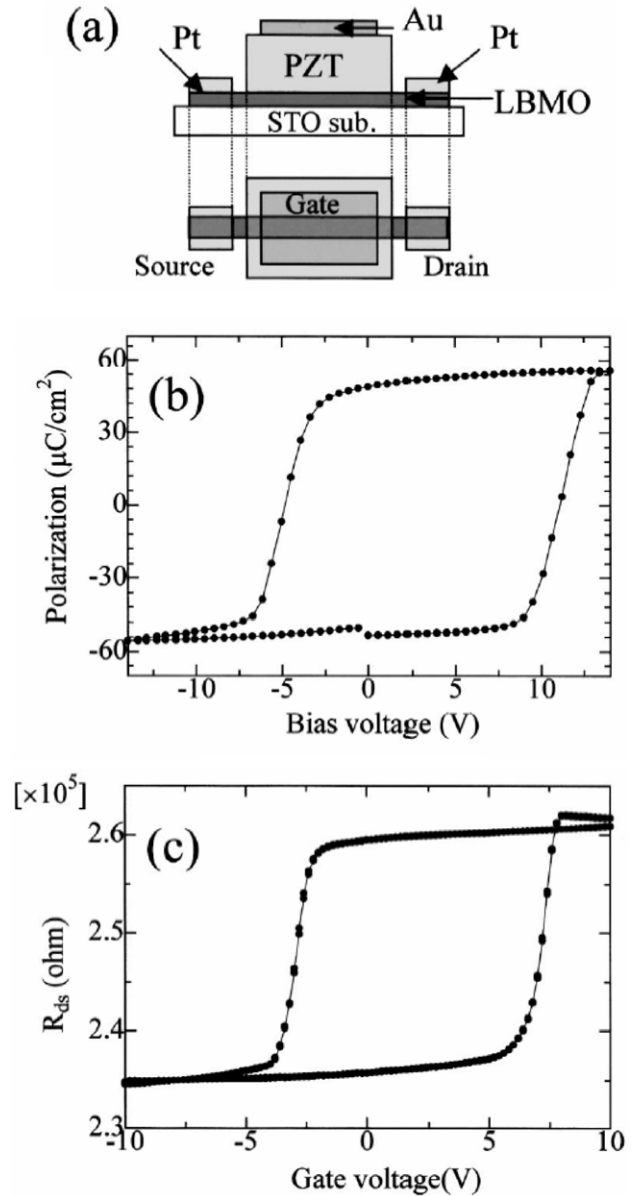 (a)
Au
Pt
Pt
PZT
LBMO
STO sub.
Gate
Source
Drain
(b)
60
30
0
-30
-60
Polarization (μC/cm²)
-10
-5
0
5
10
Bias voltage (V)
[×10⁵]
(c)
2.6
2.5
2.4
2.3
R_ds (ohm)
-10
-5
0
5
10
Gate voltage(V)